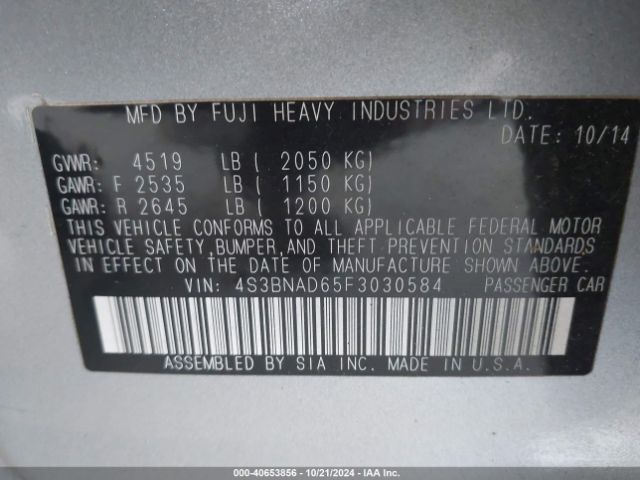 MFD BY FUJI HEAVY INDUSTRIES LTD.
DATE: 10/14
GVWR: 4519 LB ( 2050 KG)
GAWR: F 2535 LB ( 1150 KG)
GAWR: R 2645 LB ( 1200 KG)
THIS VEHICLE CONFORMS TO ALL APPLICABLE FEDERAL MOTOR
VEHICLE SAFETY,BUMPER,AND THEFT PREVENTION STANDARDS
IN EFFECT ON THE DATE OF MANUFACTURE SHOWN ABOVE.
VIN: 4S3BNAD65F3030584 PASSENGER CAR
ASSEMBLED BY SIA INC. MADE IN U.S.A.
000-40653856 - 10/21/2024 - IAA Inc.